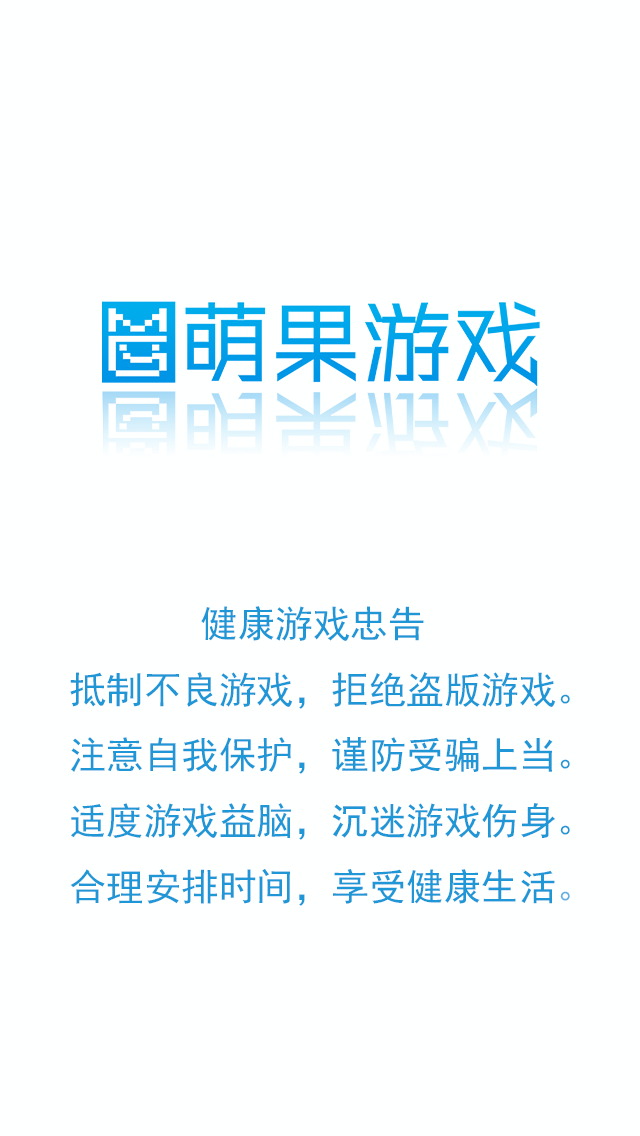 萌果游戏
健康游戏忠告
抵制不良游戏，拒绝盗版游戏。
注意自我保护，谨防受骗上当。
适度游戏益脑，沉迷游戏伤身。
合理安排时间，享受健康生活。